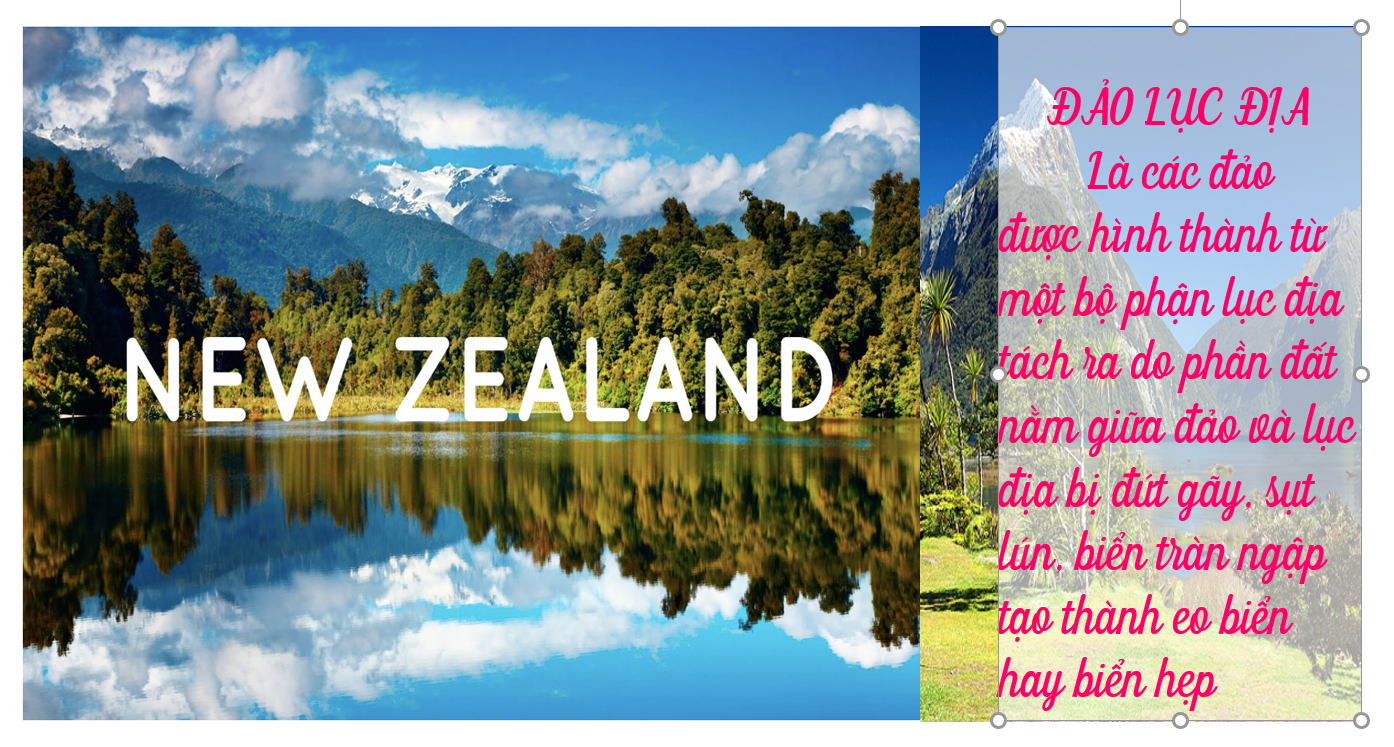 NEW ZEALAND
ĐẢO LỤC ĐỊA
Là các đảo
được hình thành từ
một bộ phận lục địa
tách ra do phần đất
nằm giữa đảo và lục
địa bị đứt gãy, sụt
lún, biển tràn ngập
tạo thành eo biển
hay biển hẹp